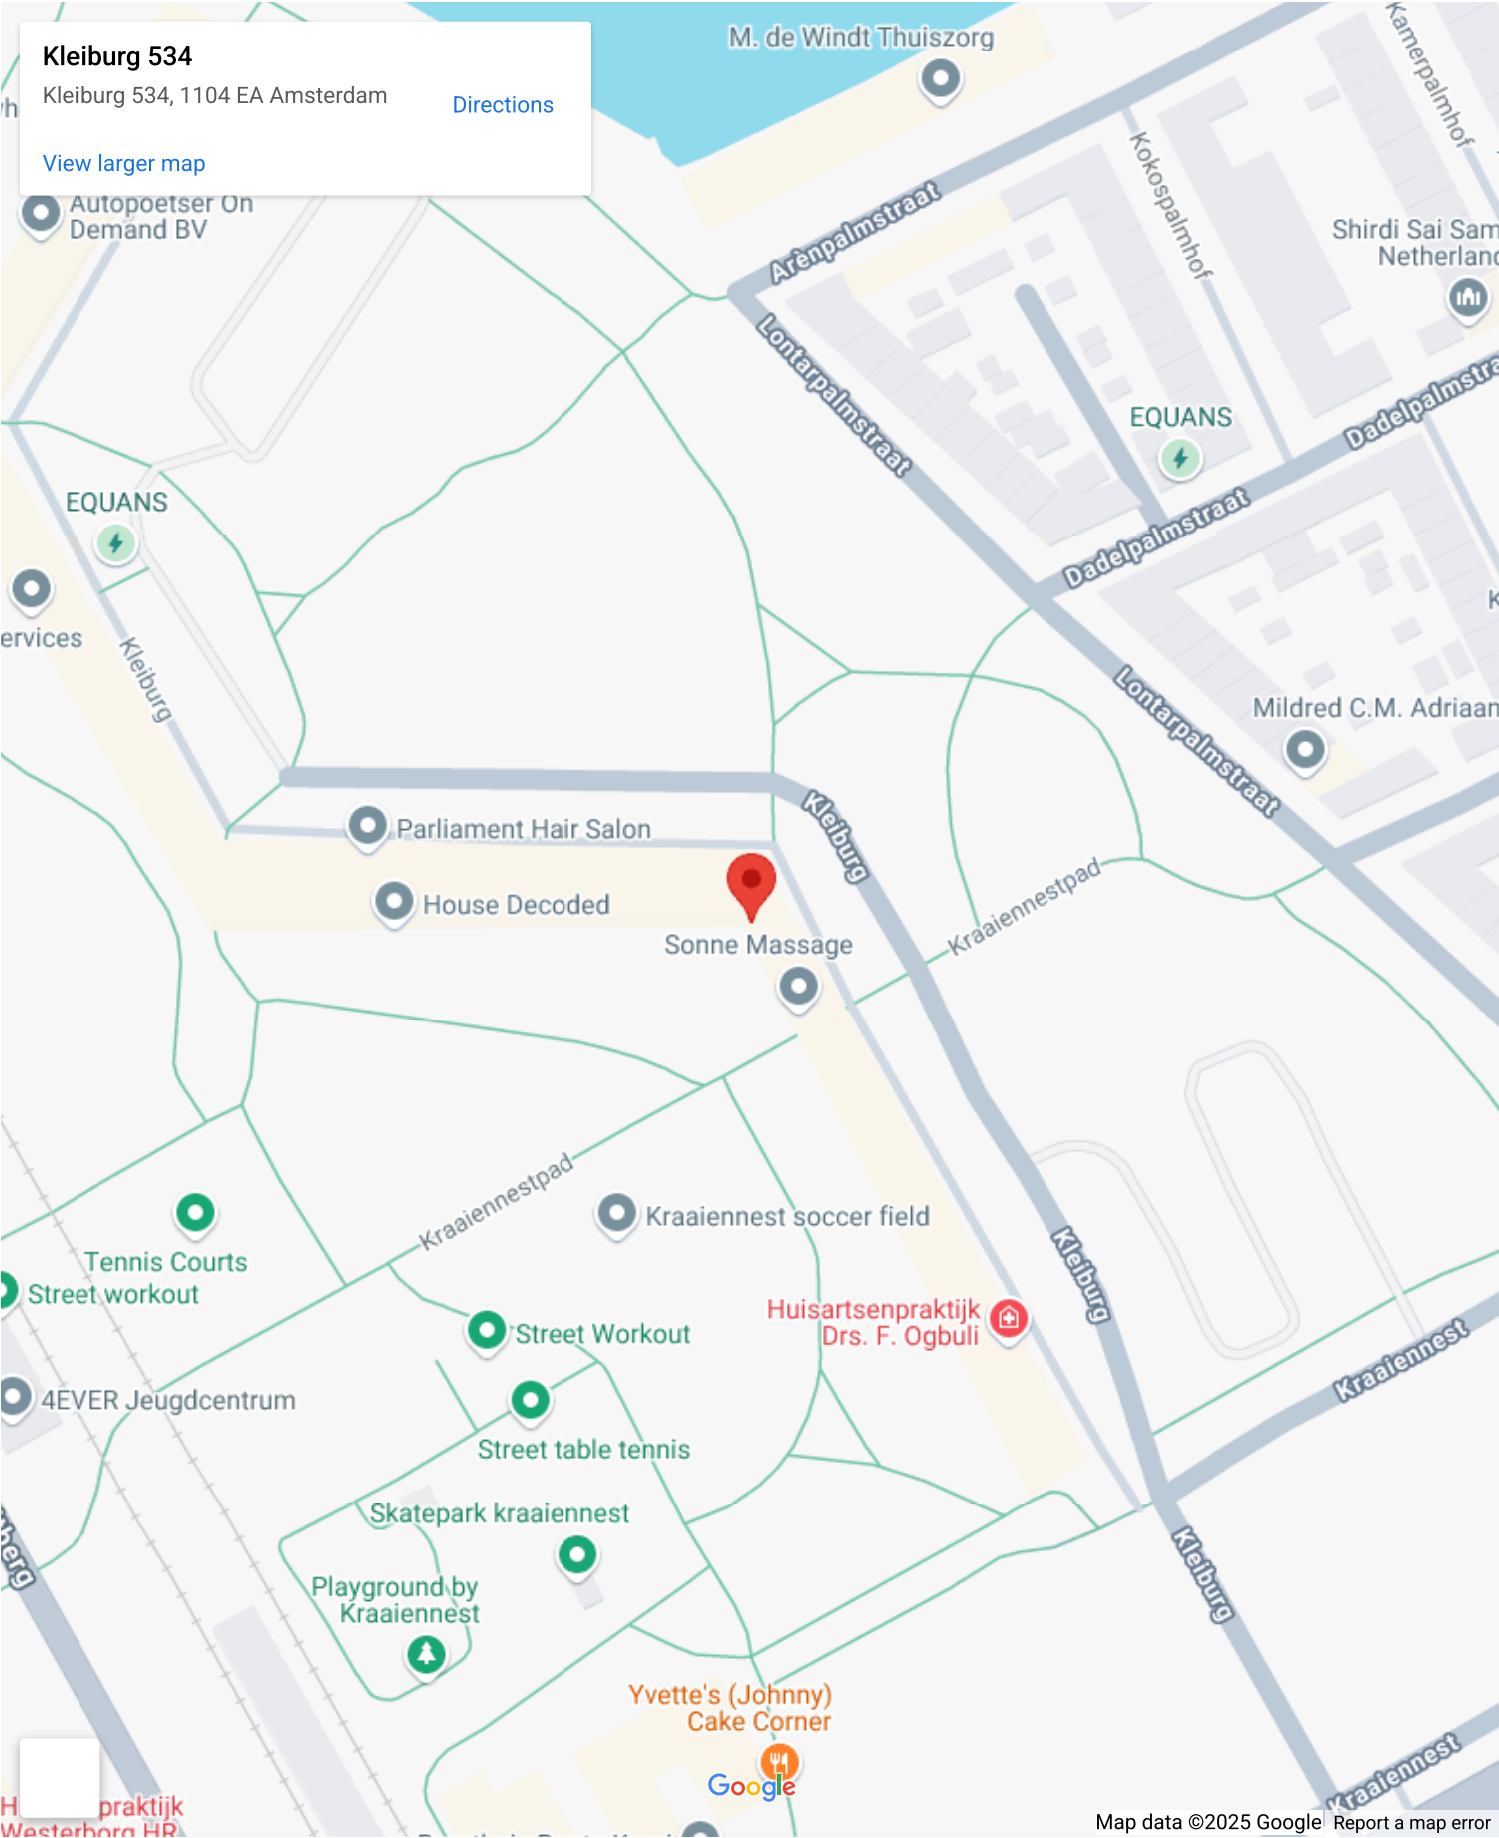 M. de Windt Thuiszorg
Kleiburg 534
Kleiburg 534, 1104 EA Amsterdam
Directions
View larger map
Kamerpalmhof
Kokospalmhof
Autopoetser On
Demand BV
Arènpalmstraat
Shirdi Sai Sam
Netherland
Lontarpalmstraat
Dadelpalmstra
EQUANS
EQUANS
Dadelpalmstraat
ervices
Kleiburg
Lontarpalmstraat
Mildred C.M. Adriaan
Parliament Hair Salon
Kleiburg
House Decoded
Kraaiennestpad
Sonne Massage
Kraaiennestpad
Kraaiennest soccer field
Tennis Courts
Street workout
Kleiburg
Huisartsenpraktijk
Drs. F. Ogbuli
Street Workout
Kraaiennest
4EVER Jeugdcentrum
Street table tennis
Skatepark kraaiennest
berg
Kleiburg
Playground by
Kraaiennest
Yvette's (Johnny)
Cake Corner
Google
Kraaiennest
H
praktijk
Westerborg HR
Map data ©2025 Google
Report a map error